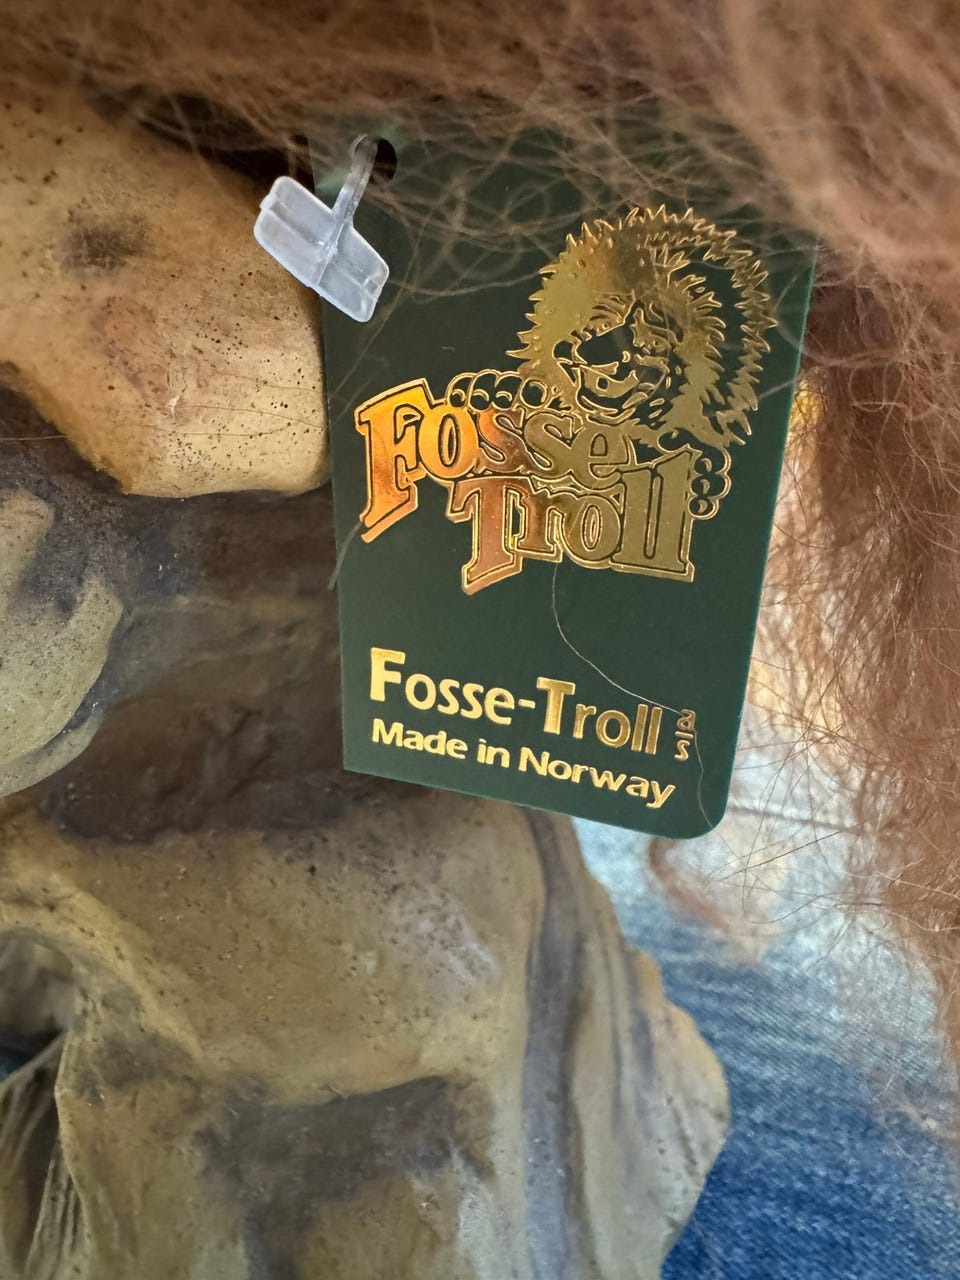 Fosse
Troll
Fosse-Troll a/s
Made in Norway